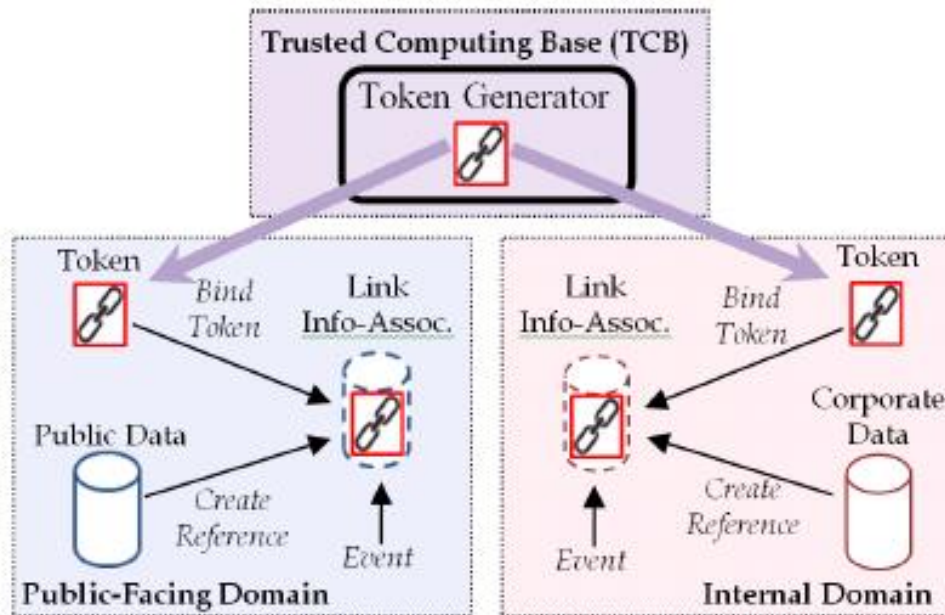 Trusted Computing Base (TCB)
Token Generator
Token
Bind
Token
Link
Info-Assoc.
Public Data
Create
Reference
Event
Public-Facing Domain
Link
Info-Assoc.
Bind
Token
Token
Corporate
Data
Create
Reference
Event
Internal Domain